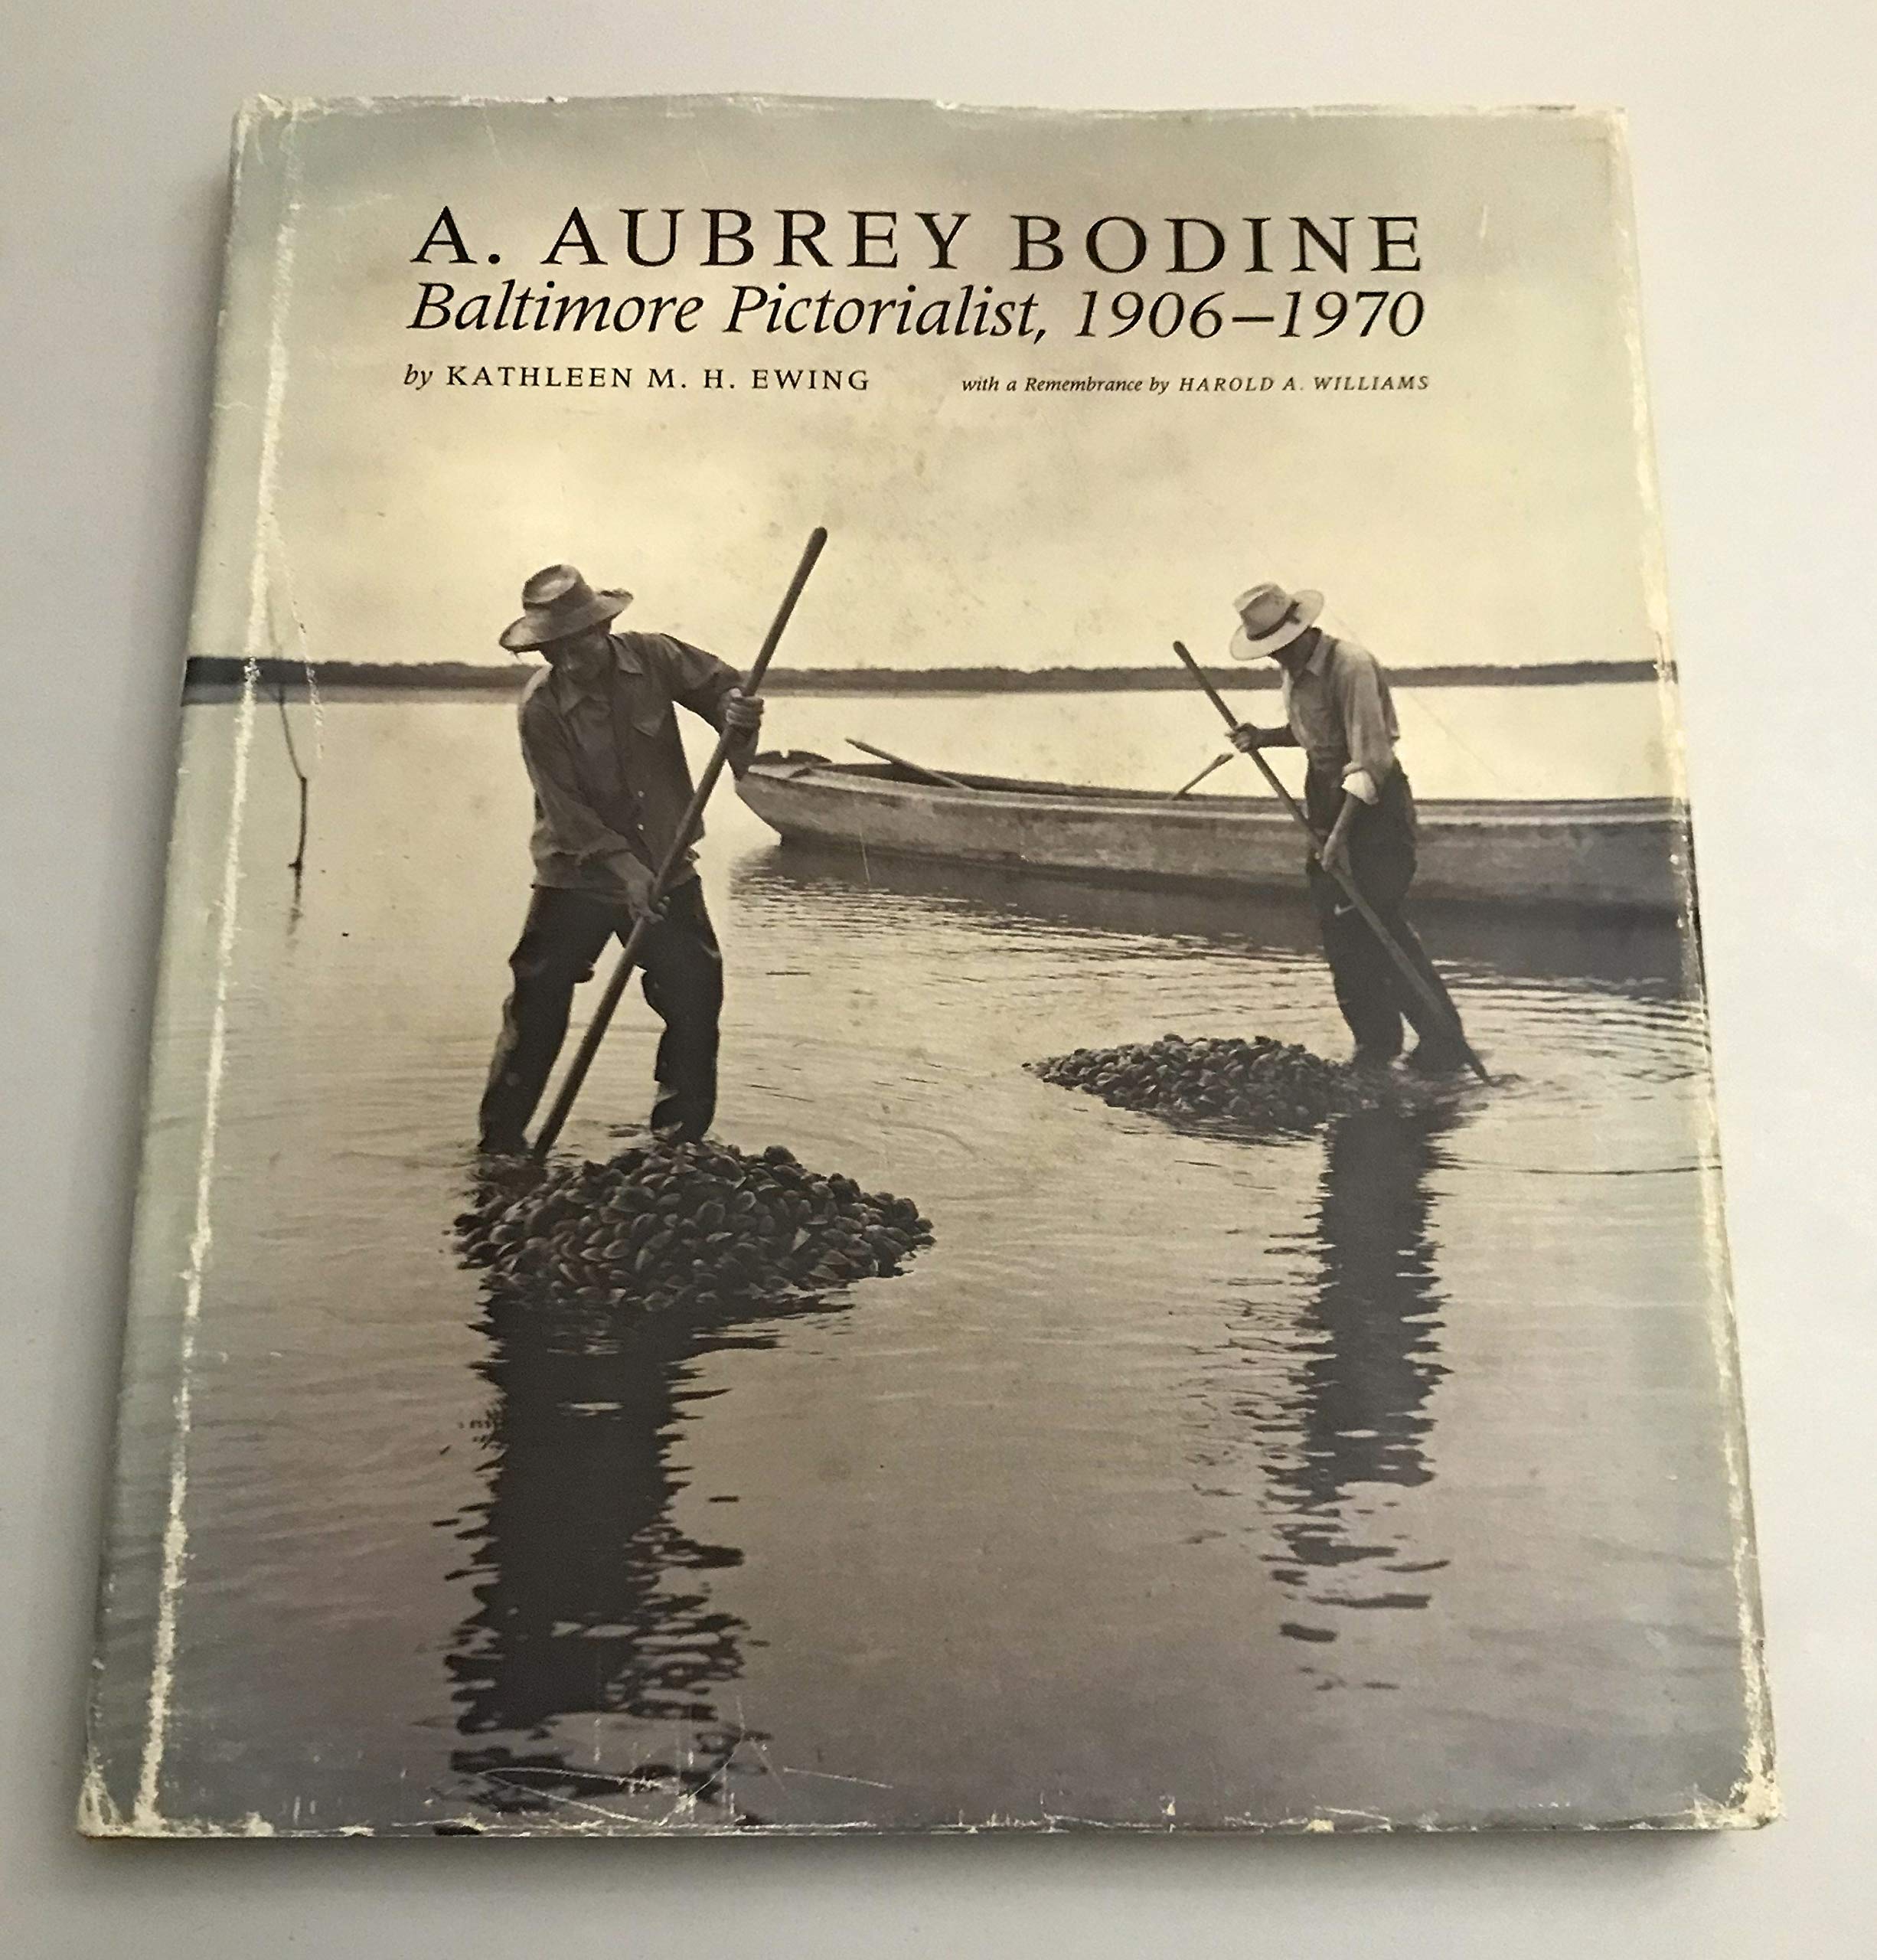 A. AUBREY BODINE
Baltimore Pictorialist, 1906–1970
by KATHLEEN M. H. EWING with a Remembrance by HAROLD A. WILLIAMS